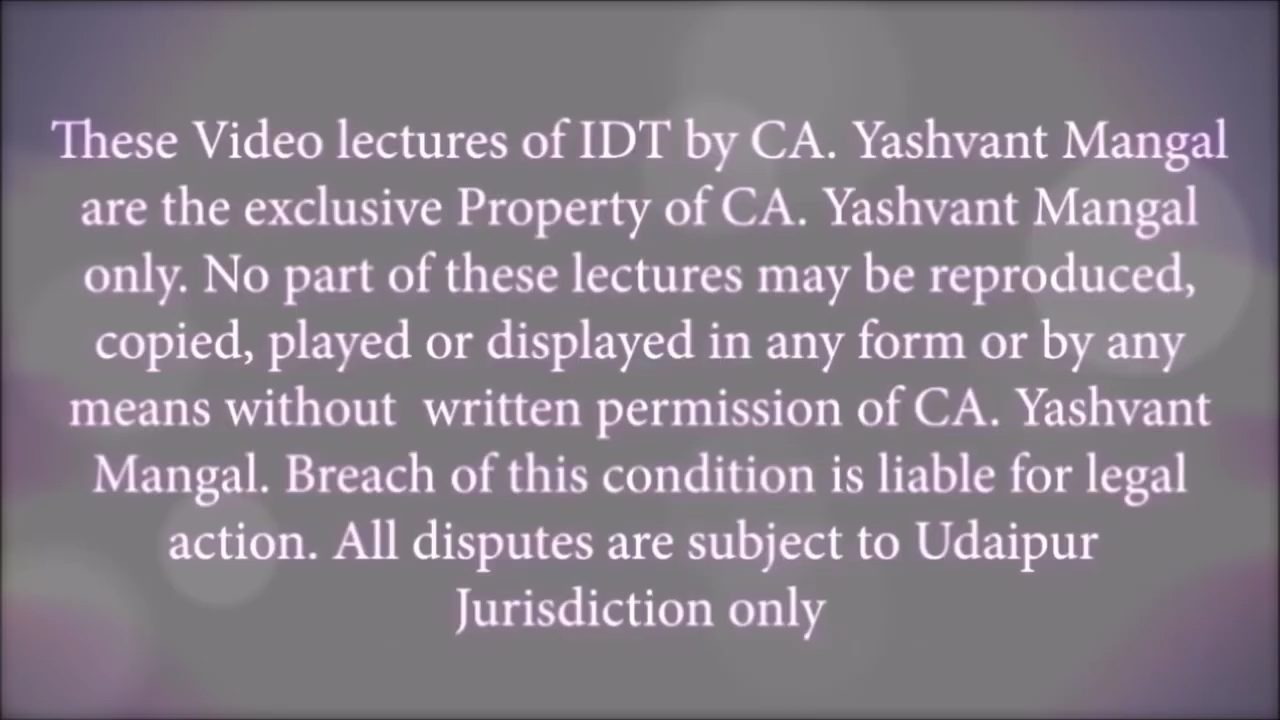 These Video lectures of IDT by CA. Yashvant Mangal
are the exclusive Property of CA. Yashvant Mangal
only. No part of these lectures may be reproduced,
copied, played or displayed in any form or by any
means without  written permission of CA. Yashvant
Mangal. Breach of this condition is liable for legal
action. All disputes are subject to Udaipur
Jurisdiction only